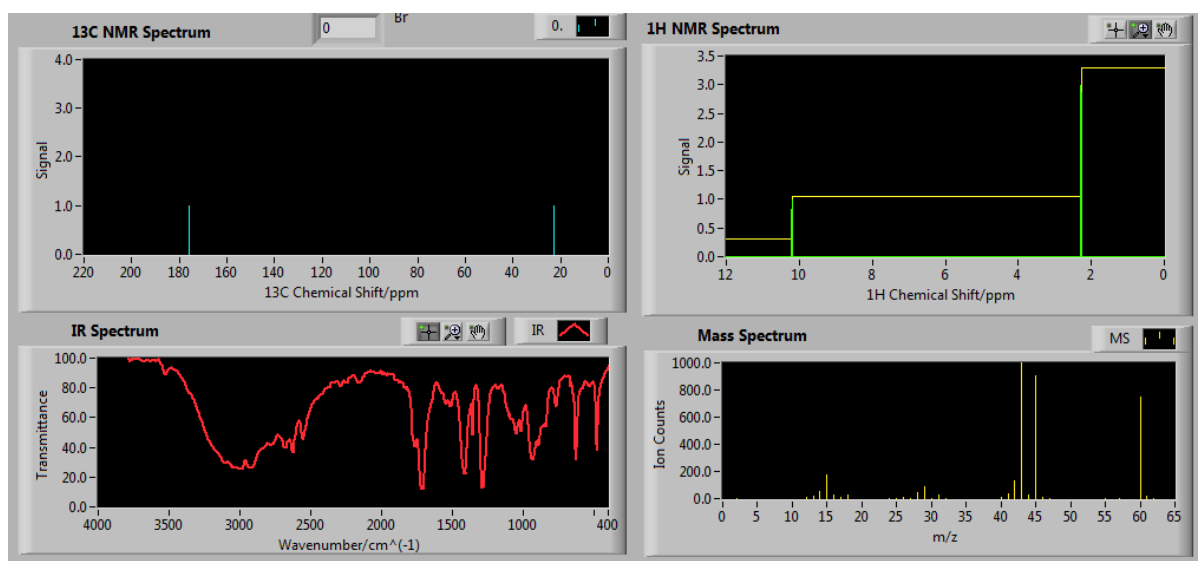 0
Br
0.
13C NMR Spectrum
4.0
3.0
2.0
1.0
0.0
Signal
220 200 180 160 140 120 100 80 60 40 20 0
13C Chemical Shift/ppm
1H NMR Spectrum
3.5
3.0
2.5
2.0
1.5
1.0
0.5
0.0
Signal
12 10 8 6 4 2 0
1H Chemical Shift/ppm
IR Spectrum
IR
100.0
80.0
60.0
40.0
20.0
0.0
Transmittance
4000 3500 3000 2500 2000 1500 1000 400
Wavenumber/cm^(-1)
Mass Spectrum
MS
1000.0
800.0
600.0
400.0
200.0
0.0
Ion Counts
0 5 10 15 20 25 30 35 40 45 50 55 60 65
m/z